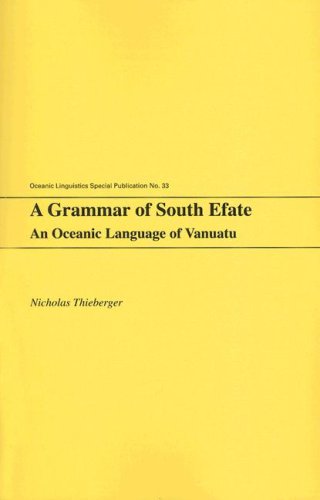 Oceanic Linguistics Special Publication No. 33
A Grammar of South Efate
An Oceanic Language of Vanuatu
Nicholas Thieberger